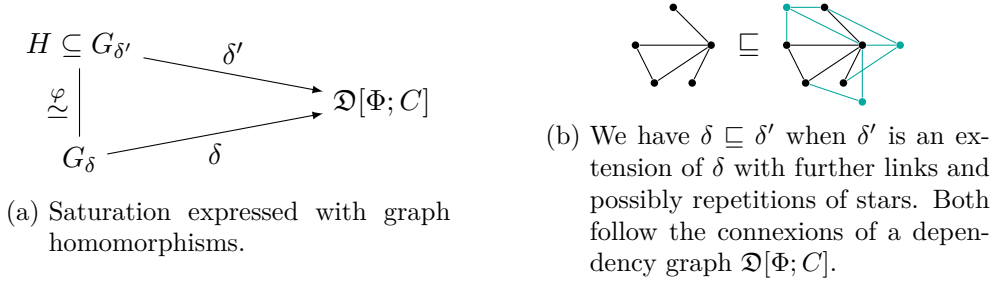 H ⊆ G_{δ'}
δ'
≃^φ
𝔇[Φ; C]
G_δ
δ
(a) Saturation expressed with graph
homomorphisms.
⊑
(b) We have δ ⊑ δ' when δ' is an ex-
tension of δ with further links and
possibly repetitions of stars. Both
follow the connexions of a depen-
dency graph 𝔇[Φ; C].